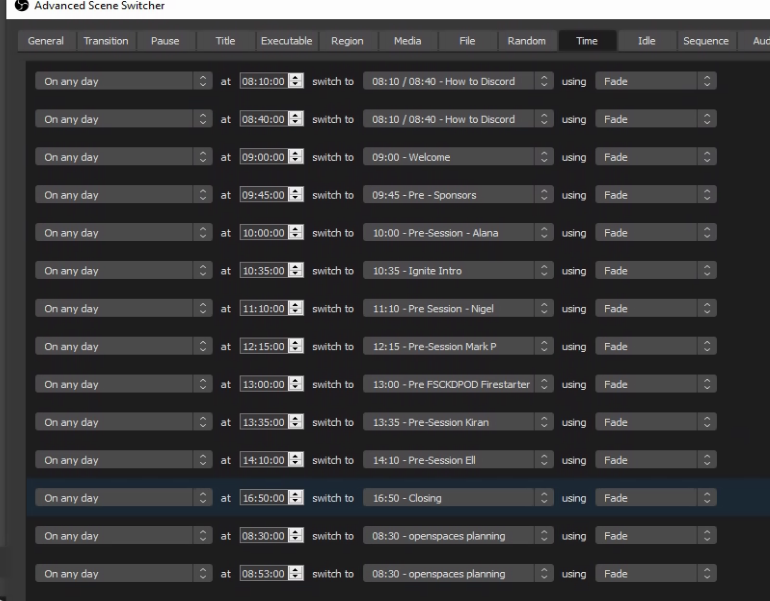 Advanced Scene Switcher
General Transition Pause Title Executable Region Media File Random Time Idle Sequence Aud
On any day at 08:10:00 switch to 08:10 / 08:40 - How to Discord using Fade
On any day at 08:40:00 switch to 08:10 / 08:40 - How to Discord using Fade
On any day at 09:00:00 switch to 09:00 - Welcome using Fade
On any day at 09:45:00 switch to 09:45 - Pre - Sponsors using Fade
On any day at 10:00:00 switch to 10:00 - Pre-Session - Alana using Fade
On any day at 10:35:00 switch to 10:35 - Ignite Intro using Fade
On any day at 11:10:00 switch to 11:10 - Pre Session - Nigel using Fade
On any day at 12:15:00 switch to 12:15 - Pre-Session Mark P using Fade
On any day at 13:00:00 switch to 13:00 - Pre FSCKDPOD Firestarter using Fade
On any day at 13:35:00 switch to 13:35 - Pre-Session Kiran using Fade
On any day at 14:10:00 switch to 14:10 - Pre-Session Ell using Fade
On any day at 16:50:00 switch to 16:50 - Closing using Fade
On any day at 08:30:00 switch to 08:30 - openspaces planning using Fade
On any day at 08:53:00 switch to 08:30 - openspaces planning using Fade